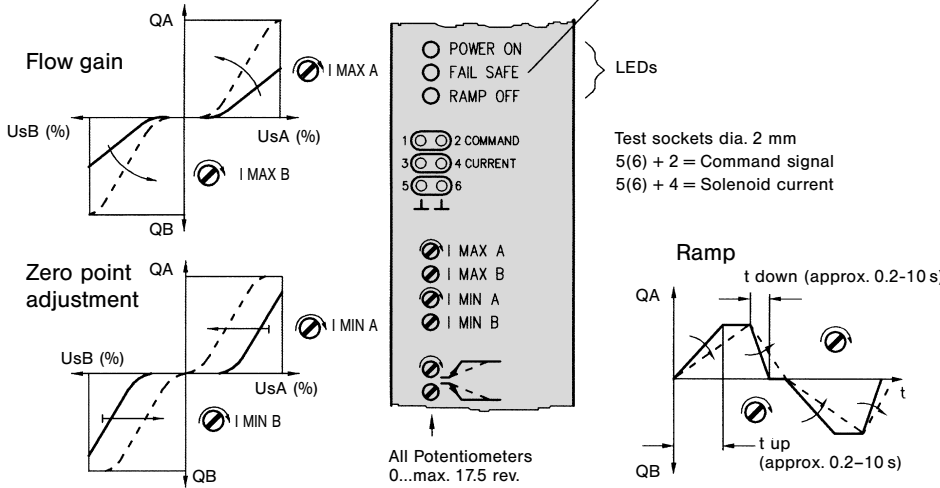 Flow gain
QA
I MAX A
UsB (%)
UsA (%)
I MAX B
QB
Zero point
adjustment
QA
I MIN A
UsB (%)
UsA (%)
I MIN B
QB
POWER ON
FAIL SAFE
RAMP OFF
LEDs
1 2 COMMAND
3 4 CURRENT
5 6
Test sockets dia. 2 mm
5(6) + 2 = Command signal
5(6) + 4 = Solenoid current
I MAX A
I MAX B
I MIN A
I MIN B
All Potentiometers
0...max. 17.5 rev.
Ramp
t down (approx. 0.2-10 s)
QA
t
t up
(approx. 0.2-10 s)
QB